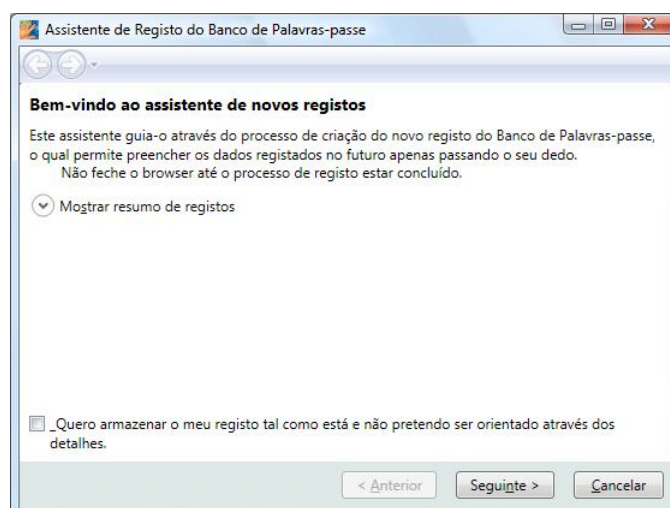 Assistente de Registo do Banco de Palavras-passe
Bem-vindo ao assistente de novos registos
Este assistente guia-o através do processo de criação do novo registo do Banco de Palavras-passe,
o qual permite preencher os dados registados no futuro apenas passando o seu dedo.
Não feche o browser até o processo de registo estar concluído.
Mostrar resumo de registos
_Quero armazenar o meu registo tal como está e não pretendo ser orientado através dos
detalhes.
< Anterior Seguinte > Cancelar